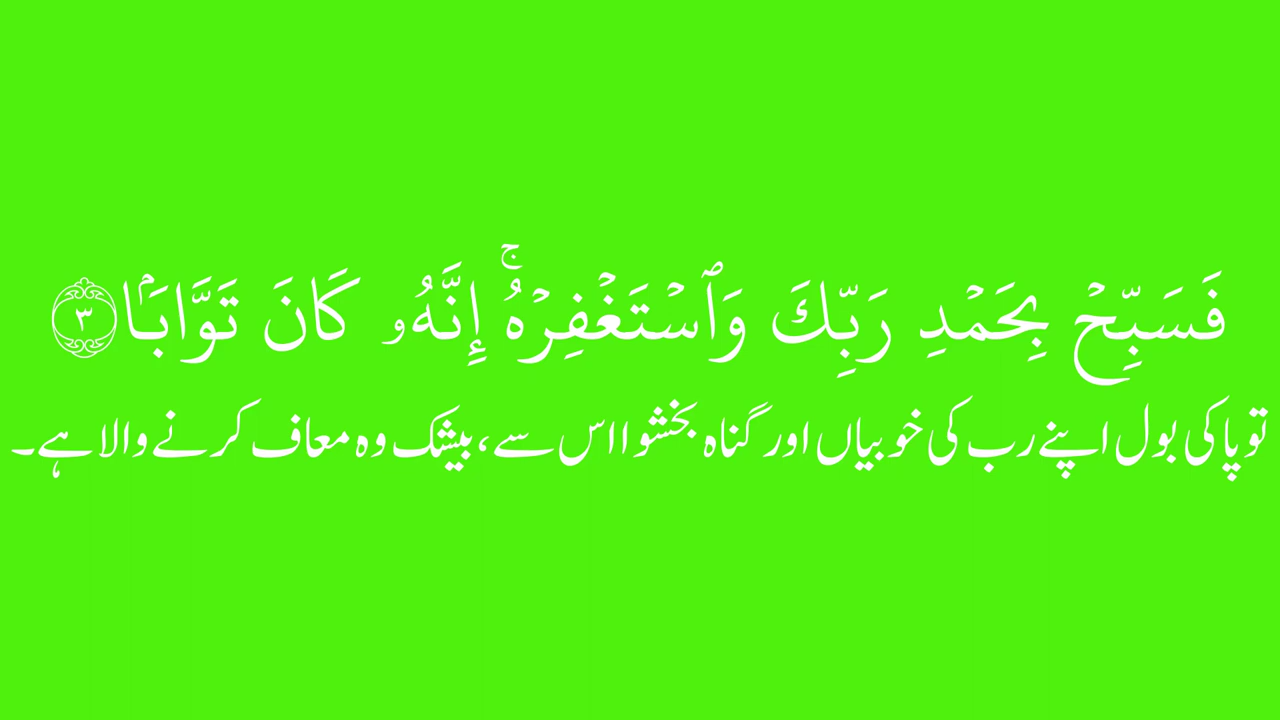 فَسَبِّحۡ بِحَمۡدِ رَبِّكَ وَٱسۡتَغۡفِرۡهُۚ إِنَّهُۥ كَانَ تَوَّابَۢا ٣
تو پاکی بول اپنے رب کی خوبیاں اور گناہ بخشوا اس سے، بیشک وہ معاف کرنے والا ہے۔